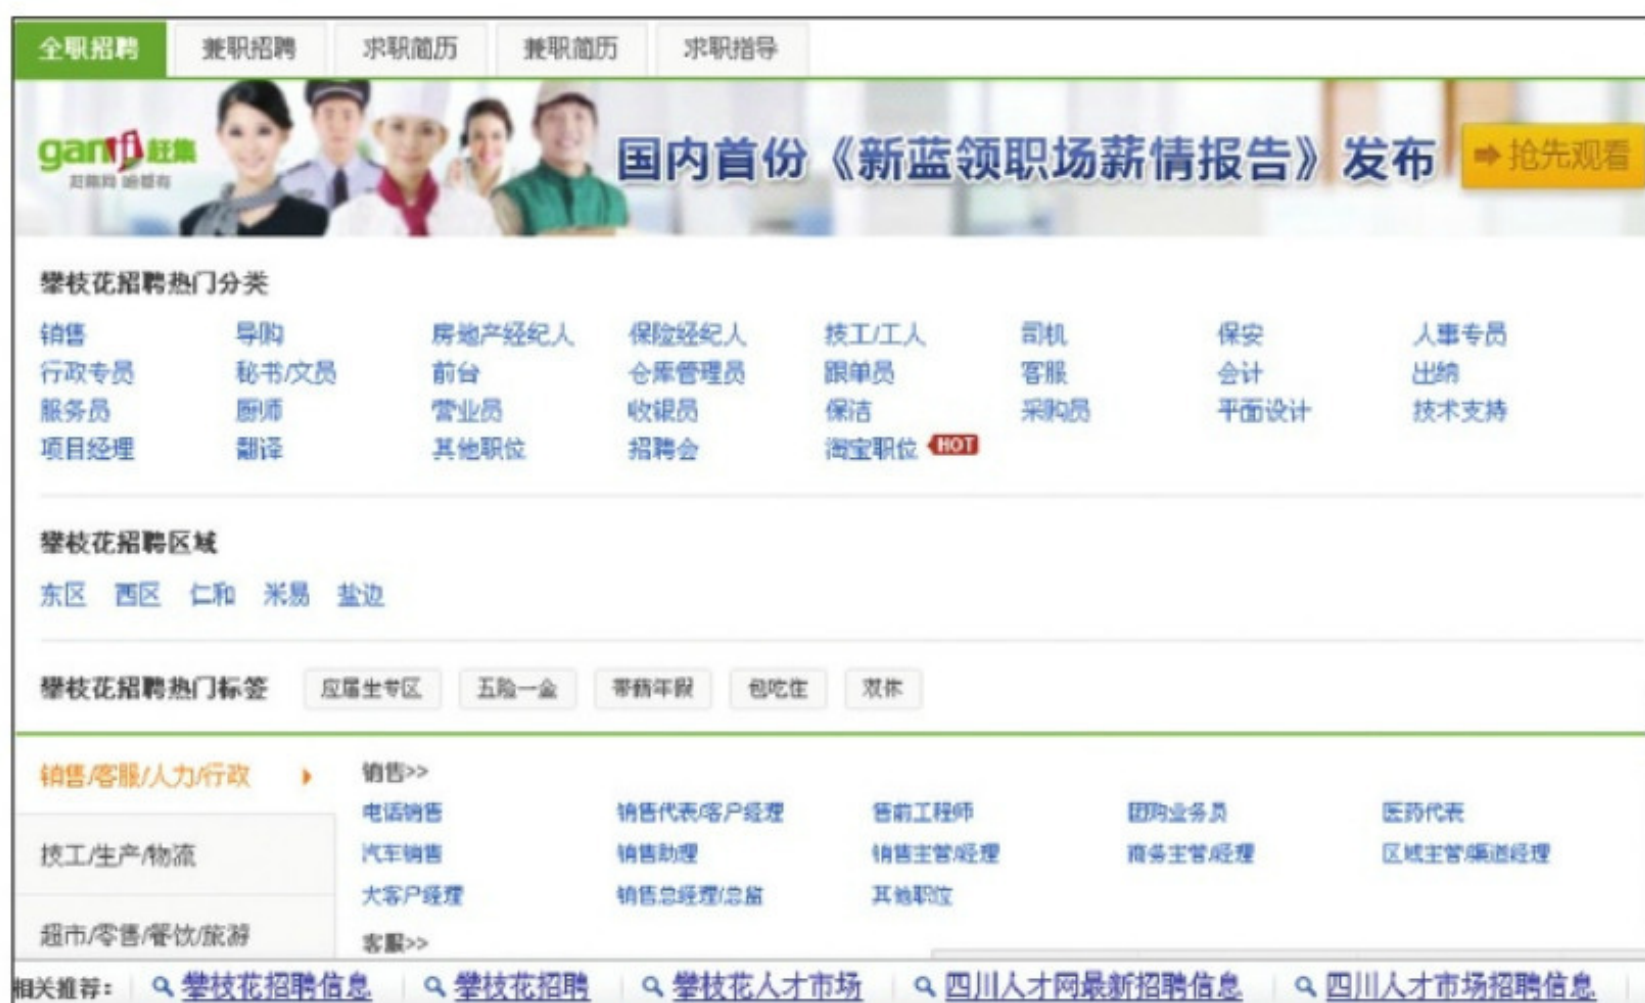 全职招聘 兼职招聘 求职简历 兼职简历 求职指导
ganji 赶集
赶集网 啥都有
国内首份《新蓝领职场薪情报告》发布 抢先观看
攀枝花招聘热门分类
销售 导购 房地产经纪人 保险经纪人 技工/工人 司机 保安 人事专员
行政专员 秘书/文员 前台 仓库管理员 跟单员 客服 会计 出纳
服务员 厨师 营业员 收银员 保洁 采购员 平面设计 技术支持
项目经理 翻译 其他职位 招聘会 淘宝职位 HOT
攀枝花招聘区域
东区 西区 仁和 米易 盐边
攀枝花招聘热门标签 应届生专区 五险一金 带薪年假 包吃住 双休
销售/客服/人力/行政 销售>>
电话销售 销售代表/客户经理 售前工程师 团购业务员 医药代表
技工/生产/物流 汽车销售 销售助理 销售主管/经理 商务主管/经理 区域主管/渠道经理
大客户经理 销售总经理/总监 其他职位
超市/零售/餐饮/旅游 客服>>
相关推荐: 攀枝花招聘信息 攀枝花招聘 攀枝花人才市场 四川人才网最新招聘信息 四川人才市场招聘信息